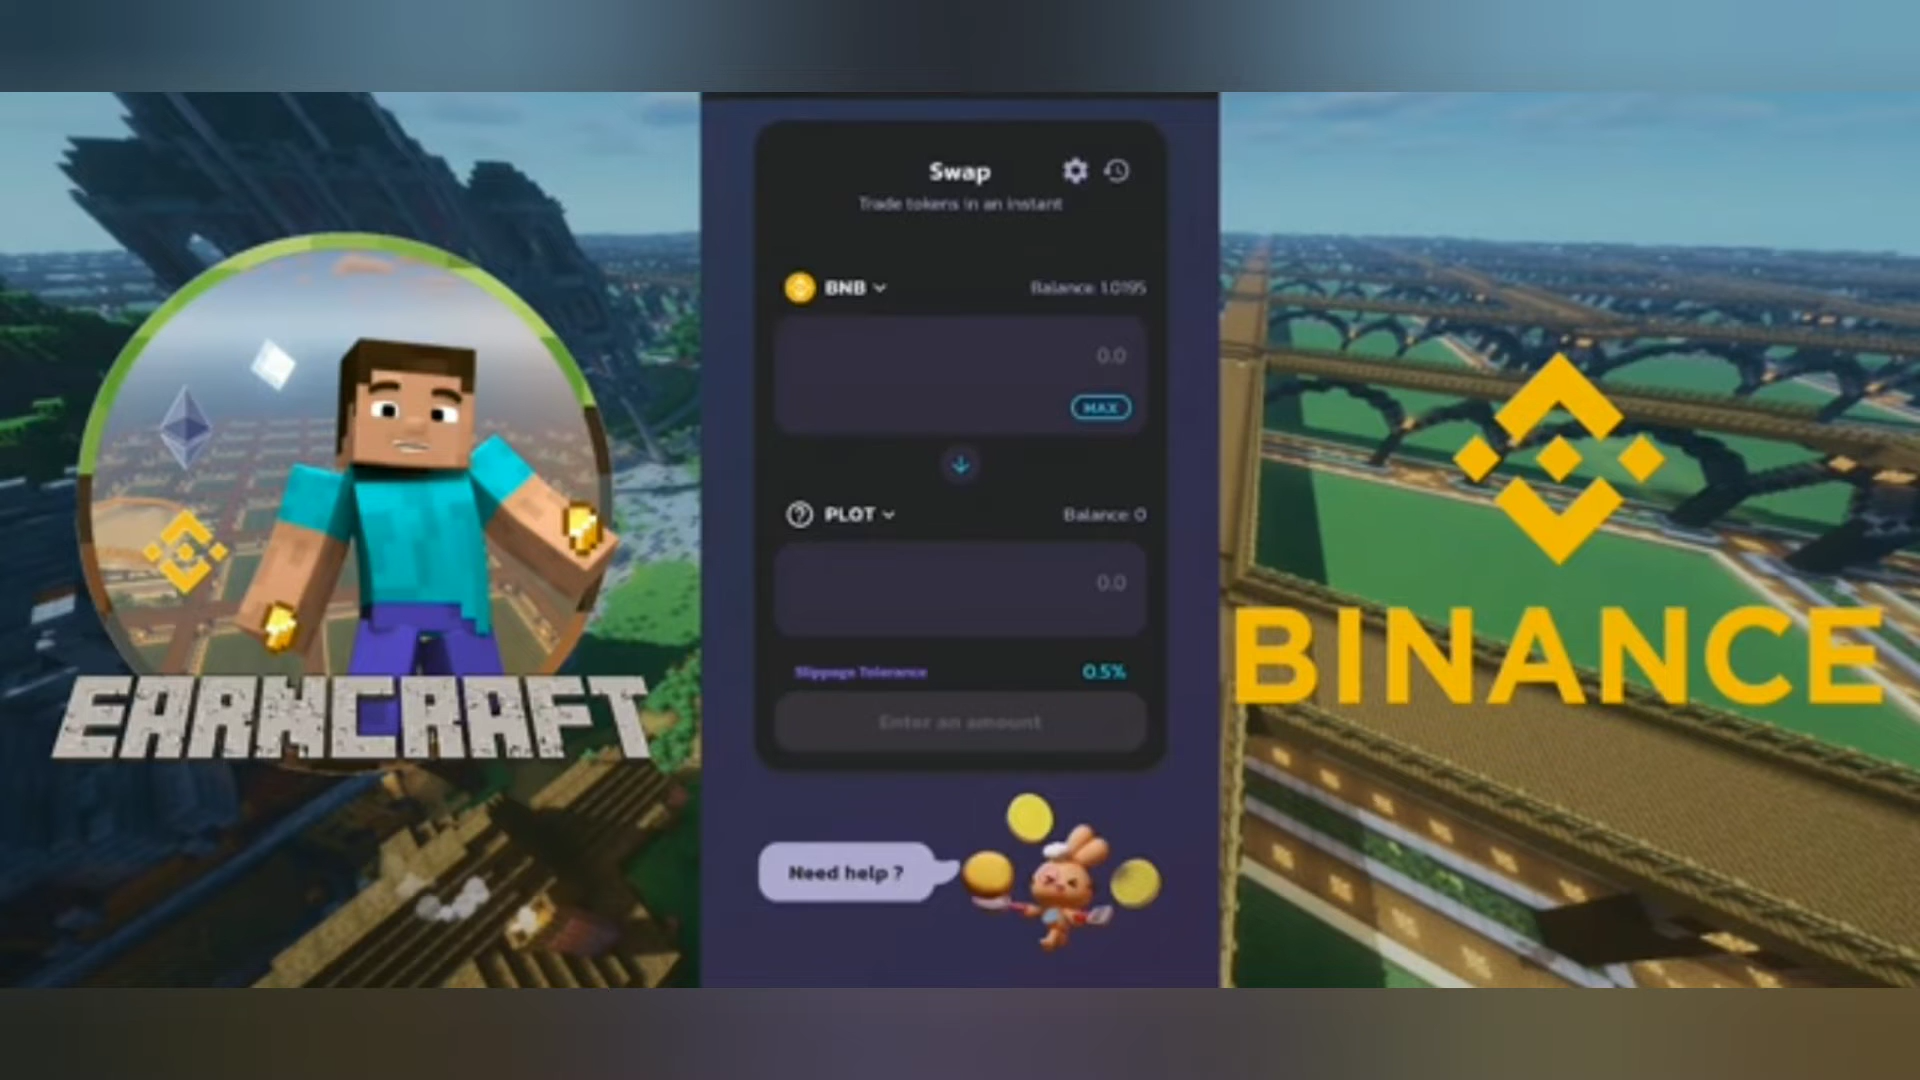 EARNCRAFT
Swap
Trade tokens in an instant
BNB
Balance: 1.0195
0.0
MAX
PLOT
Balance: 0
0.0
Slippage Tolerance
0.5%
Enter an amount
Need help ?
BINANCE